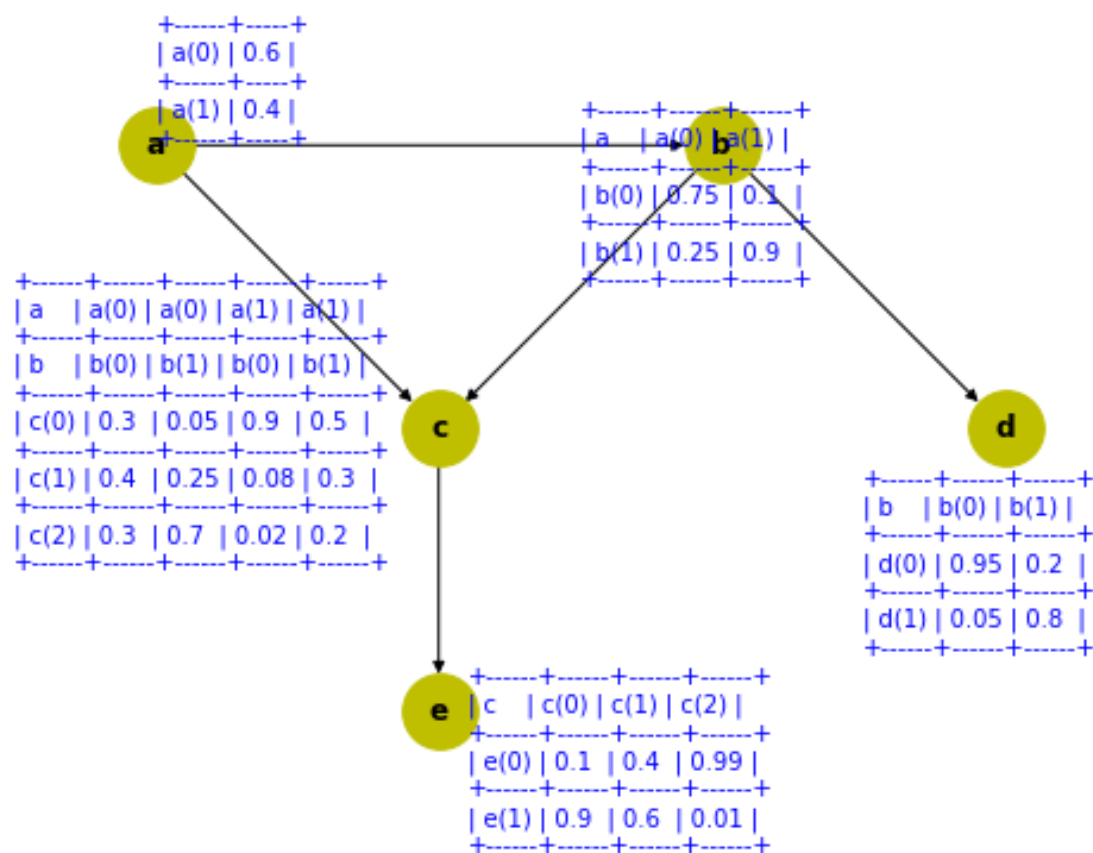 +------+-----+
| a(0) | 0.6 |
+------+-----+
| a(1) | 0.4 |
+------+-----+
a
+------+------+------+
| a | a(0) | a(1) |
+------+------+------+
| b(0) | 0.75 | 0.1 |
+------+------+------+
| b(1) | 0.25 | 0.9 |
+------+------+------+
b
+------+------+------+------+------+
| a | a(0) | a(0) | a(1) | a(1) |
+------+------+------+------+------+
| b | b(0) | b(1) | b(0) | b(1) |
+------+------+------+------+------+
| c(0) | 0.3 | 0.05 | 0.9 | 0.5 |
+------+------+------+------+------+
| c(1) | 0.4 | 0.25 | 0.08 | 0.3 |
+------+------+------+------+------+
| c(2) | 0.3 | 0.7 | 0.02 | 0.2 |
+------+------+------+------+------+
c
d
+------+------+------+
| b | b(0) | b(1) |
+------+------+------+
| d(0) | 0.95 | 0.2 |
+------+------+------+
| d(1) | 0.05 | 0.8 |
+------+------+------+
e
+------+------+------+------+
| c | c(0) | c(1) | c(2) |
+------+------+------+------+
| e(0) | 0.1 | 0.4 | 0.99 |
+------+------+------+------+
| e(1) | 0.9 | 0.6 | 0.01 |
+------+------+------+------+